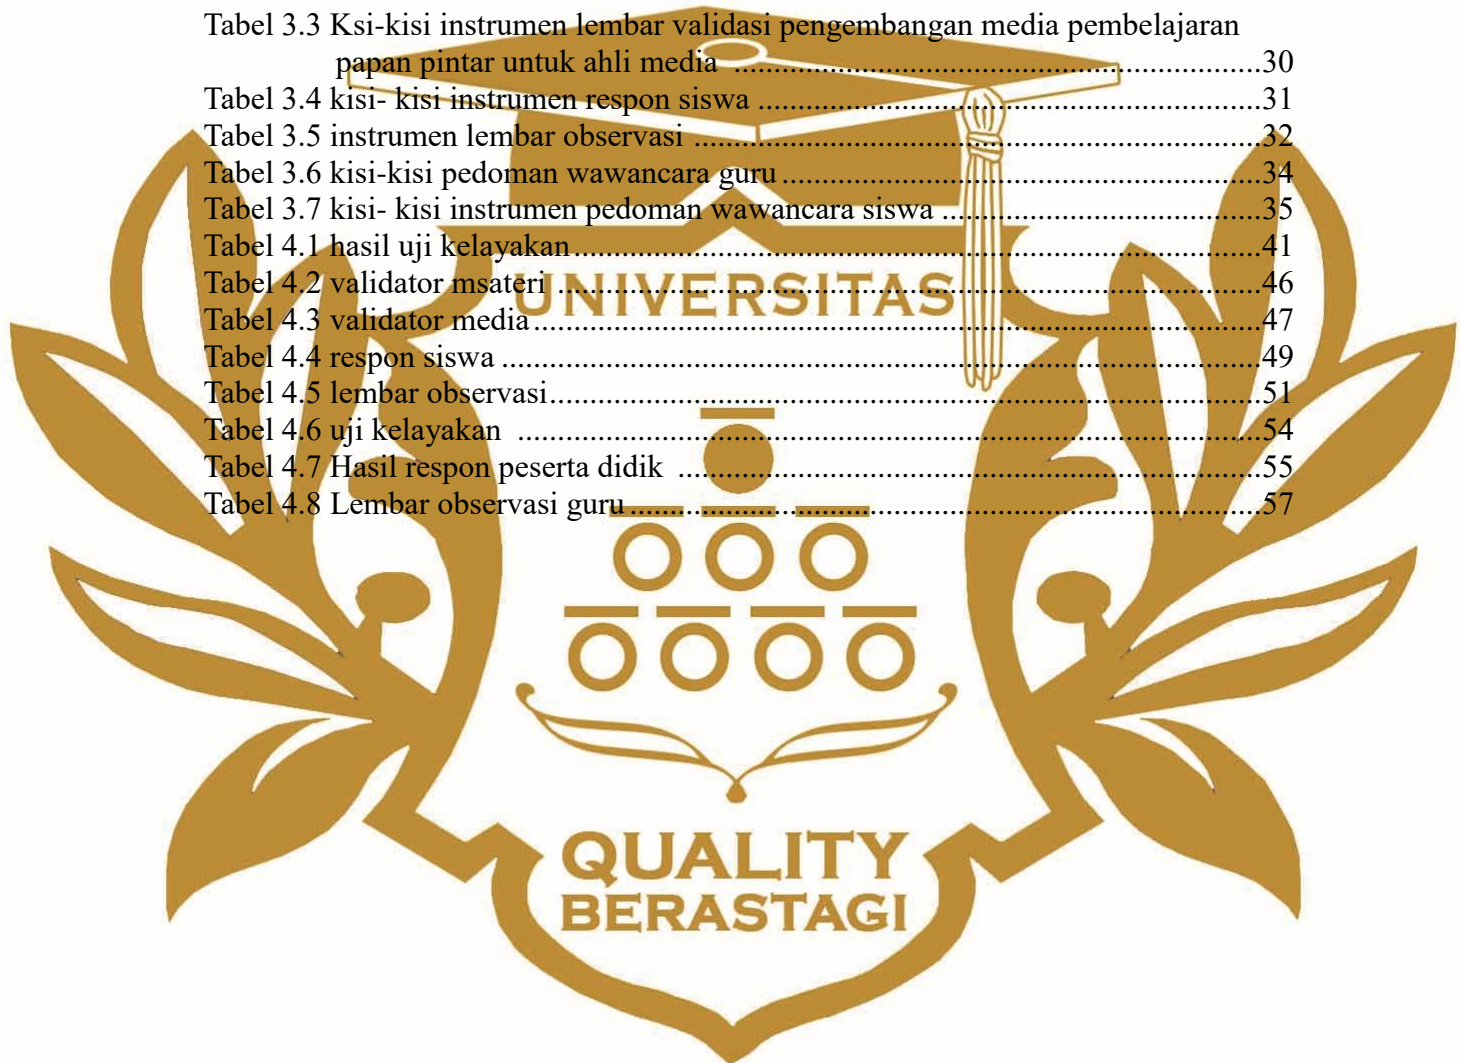 Tabel 3.3 Ksi-kisi instrumen lembar validasi pengembangan media pembelajaran
papan pintar untuk ahli media ................................................................30
Tabel 3.4 kisi- kisi instrumen respon siswa ................................................................31
Tabel 3.5 instrumen lembar observasi ................................................................32
Tabel 3.6 kisi-kisi pedoman wawancara guru ................................................................34
Tabel 3.7 kisi- kisi instrumen pedoman wawancara siswa ................................................................35
Tabel 4.1 hasil uji kelayakan ................................................................41
Tabel 4.2 validator msateri ................................................................46
Tabel 4.3 validator media ................................................................47
Tabel 4.4 respon siswa ................................................................49
Tabel 4.5 lembar observasi ................................................................51
Tabel 4.6 uji kelayakan ................................................................54
Tabel 4.7 Hasil respon peserta didik ................................................................55
Tabel 4.8 Lembar observasi guru ................................................................57
UNIVERSITAS
QUALITY
BERASTAGI